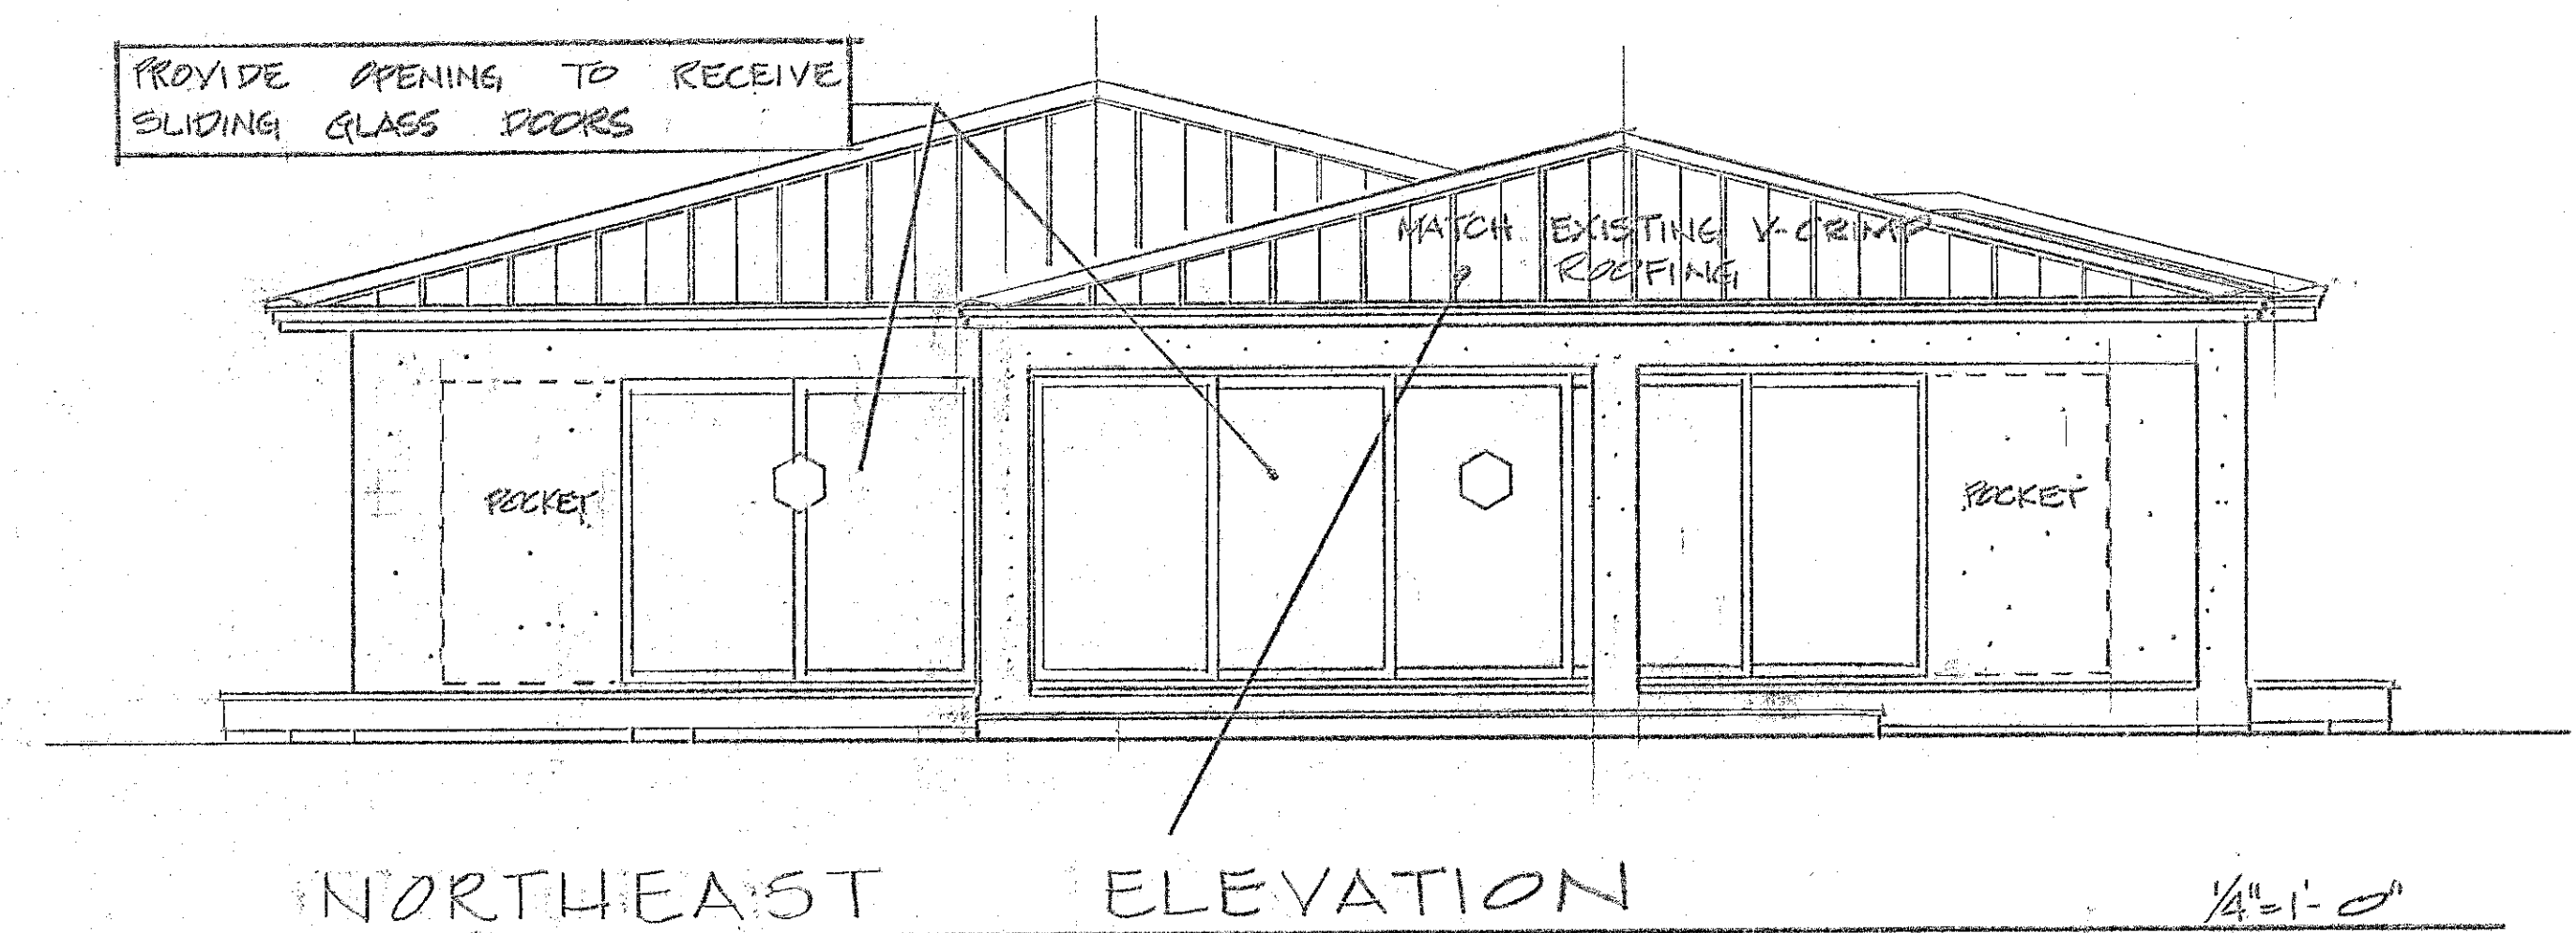 PROVIDE OPENING TO RECEIVE
SLIDING GLASS DOORS
MATCH EXISTING V-CRIMP
ROOFING
POCKET
POCKET
NORTHEAST ELEVATION
1/4"=1'-0"